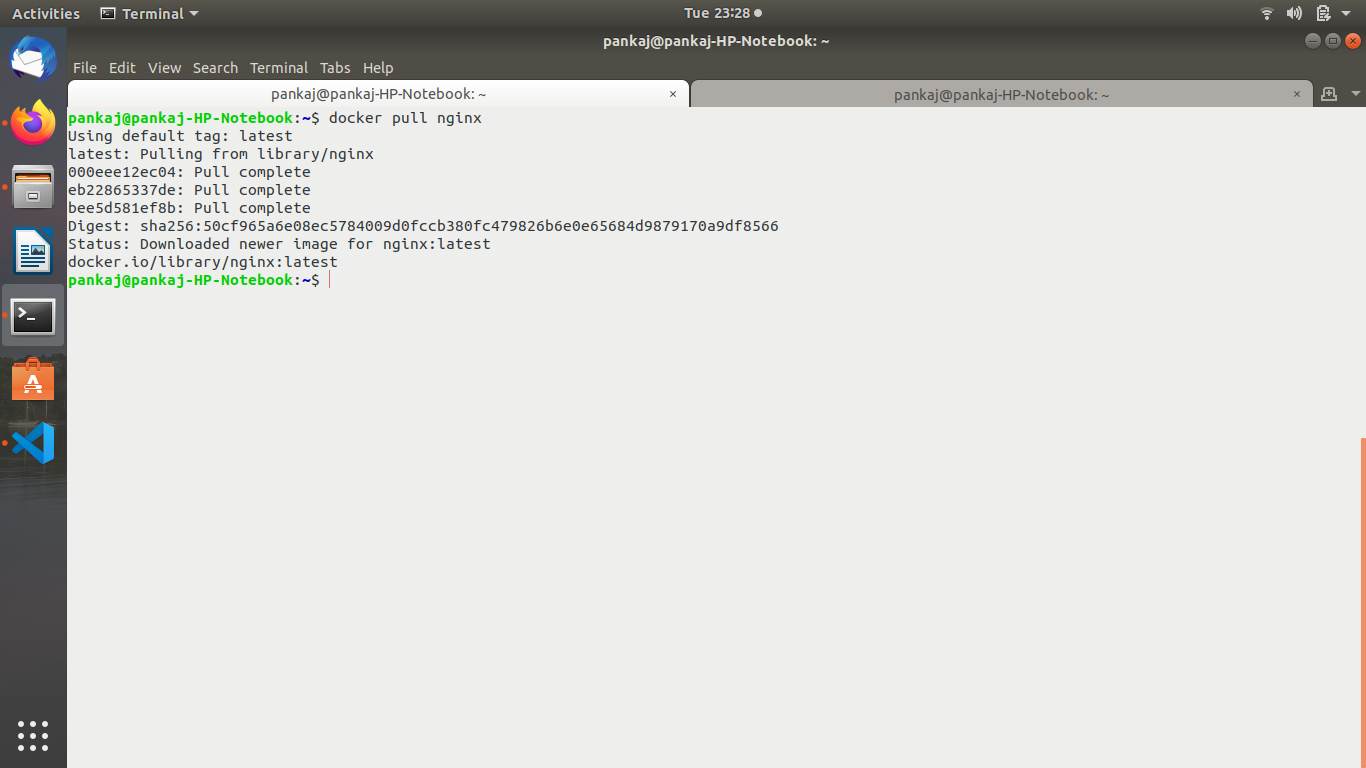 Activities Terminal Tue 23:28
pankaj@pankaj-HP-Notebook: ~
File Edit View Search Terminal Tabs Help
pankaj@pankaj-HP-Notebook: ~ × pankaj@pankaj-HP-Notebook: ~ ×
pankaj@pankaj-HP-Notebook:~$ docker pull nginx
Using default tag: latest
latest: Pulling from library/nginx
000eee12ec04: Pull complete
eb22865337de: Pull complete
bee5d581ef8b: Pull complete
Digest: sha256:50cf965a6e08ec5784009d0fccb380fc479826b6e0e65684d9879170a9df8566
Status: Downloaded newer image for nginx:latest
docker.io/library/nginx:latest
pankaj@pankaj-HP-Notebook:~$